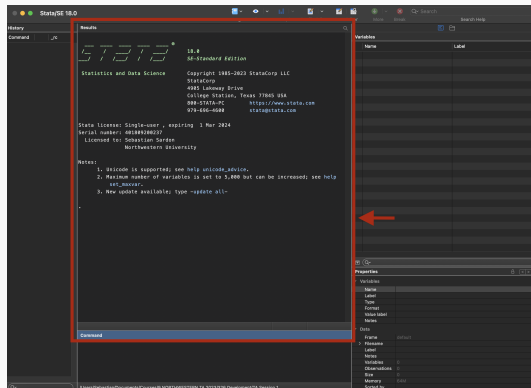 Stata/SE 18.0
Search
Search Help
History
Command
_rc
Results
18.0
SE-Standard Edition
Statistics and Data Science
Copyright 1985-2023 StataCorp LLC
StataCorp
4905 Lakeway Drive
College Station, Texas 77845 USA
800-STATA-PC https://www.stata.com
979-696-4600 stata@stata.com
Stata license: Single-user , expiring 1 Mar 2024
Serial number: 401809200237
Licensed to: Sebastian Sardon
Northwestern University
Notes:
1. Unicode is supported; see help unicode_advice.
2. Maximum number of variables is set to 5,000 but can be increased; see help
set_maxvar.
3. New update available; type -update all-
.
Command
Variables
Name Label
Properties
Variables
Name
Label
Type
Format
Value label
Notes
Data
Frame default
Filename
Label
Notes
Variables 0
Observations 0
Size 0
Memory
Sorted by